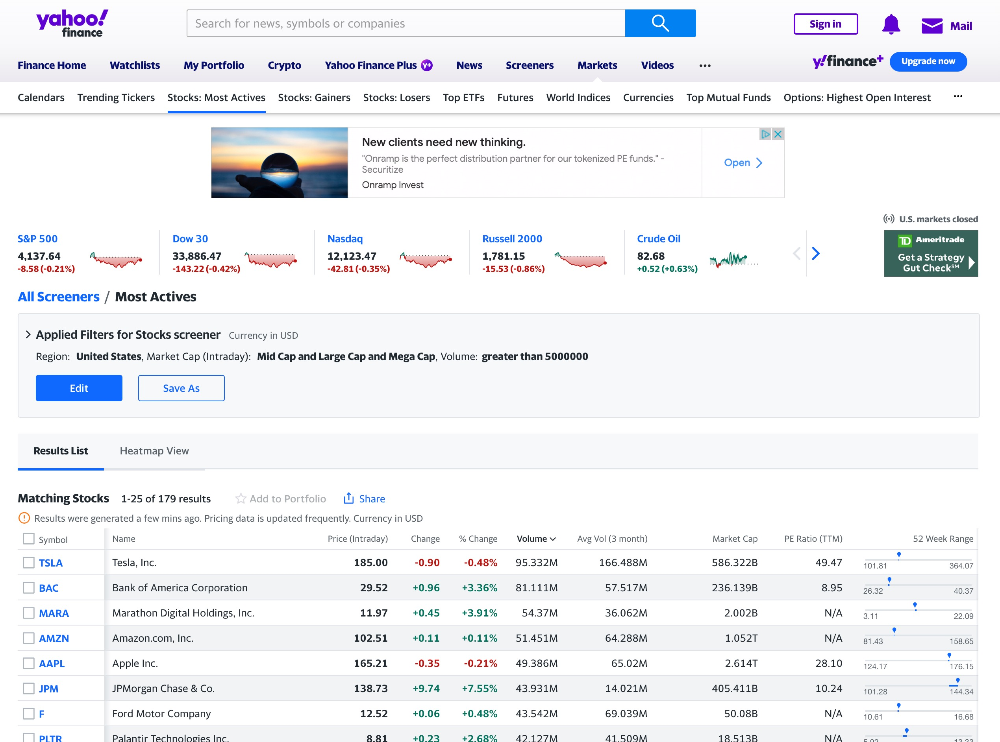 yahoo!
finance
Search for news, symbols or companies
Sign in
Mail
Finance Home Watchlists My Portfolio Crypto Yahoo Finance Plus y+ News Screeners Markets Videos ...
y!finance+ Upgrade now
Calendars Trending Tickers Stocks: Most Actives Stocks: Gainers Stocks: Losers Top ETFs Futures World Indices Currencies Top Mutual Funds Options: Highest Open Interest ...
New clients need new thinking.
"Onramp is the perfect distribution partner for our tokenized PE funds." -
Securitize
Onramp Invest
Open
U.S. markets closed
S&P 500
4,137.64
-8.58 (-0.21%)
Dow 30
33,886.47
-143.22 (-0.42%)
Nasdaq
12,123.47
-42.81 (-0.35%)
Russell 2000
1,781.15
-15.53 (-0.86%)
Crude Oil
82.68
+0.52 (+0.63%)
TD Ameritrade
Get a Strategy
Gut Check℠
All Screeners / Most Actives
Applied Filters for Stocks screener Currency in USD
Region: United States, Market Cap (Intraday): Mid Cap and Large Cap and Mega Cap, Volume: greater than 5000000
Edit Save As
Results List Heatmap View
Matching Stocks 1-25 of 179 results Add to Portfolio Share
Results were generated a few mins ago. Pricing data is updated frequently. Currency in USD
Symbol Name Price (Intraday) Change % Change Volume Avg Vol (3 month) Market Cap PE Ratio (TTM) 52 Week Range
TSLA Tesla, Inc. 185.00 -0.90 -0.48% 95.332M 166.488M 586.322B 49.47 101.81 364.07
BAC Bank of America Corporation 29.52 +0.96 +3.36% 81.111M 57.517M 236.139B 8.95 26.32 40.37
MARA Marathon Digital Holdings, Inc. 11.97 +0.45 +3.91% 54.37M 36.062M 2.002B N/A 3.11 22.09
AMZN Amazon.com, Inc. 102.51 +0.11 +0.11% 51.451M 64.288M 1.052T N/A 81.43 158.65
AAPL Apple Inc. 165.21 -0.35 -0.21% 49.386M 65.02M 2.614T 28.10 124.17 176.15
JPM JPMorgan Chase & Co. 138.73 +9.74 +7.55% 43.931M 14.021M 405.411B 10.24 101.28 144.34
F Ford Motor Company 12.52 +0.06 +0.48% 43.542M 69.039M 50.08B N/A 10.61 16.68
PLTR Palantir Technologies Inc. 8.81 +0.23 +2.68% 42.127M 41.509M 18.513B N/A